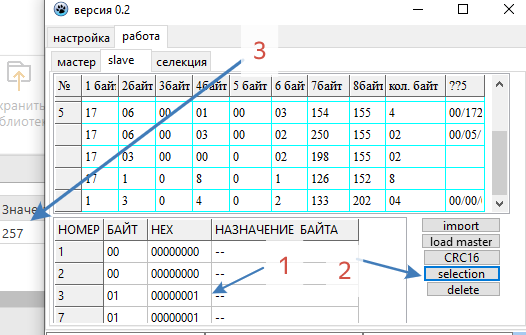 версия 0.2
настройка работа
мастер slave селекция
№ 1 байт 2байт 3байт 4байт 5 байт 6 байт 7байт 8байт кол. байт ??5
5 17 06 00 01 00 03 154 155 4 00/172
17 06 00 03 00 02 250 155 02 00/05/
17 03 00 00 0 02 198 155 02
17 1 0 8 0 1 126 152 8
1 3 0 4 0 2 133 202 04 00/00/
3
хранить
библиотек
Значе
257
НОМЕР БАЙТ HEX НАЗНАЧЕНИЕ БАЙТА
1 00 00000000 --
2 00 00000000 --
3 01 00000001 --
7 01 00000001 --
1
2
import
load master
CRC16
selection
delete